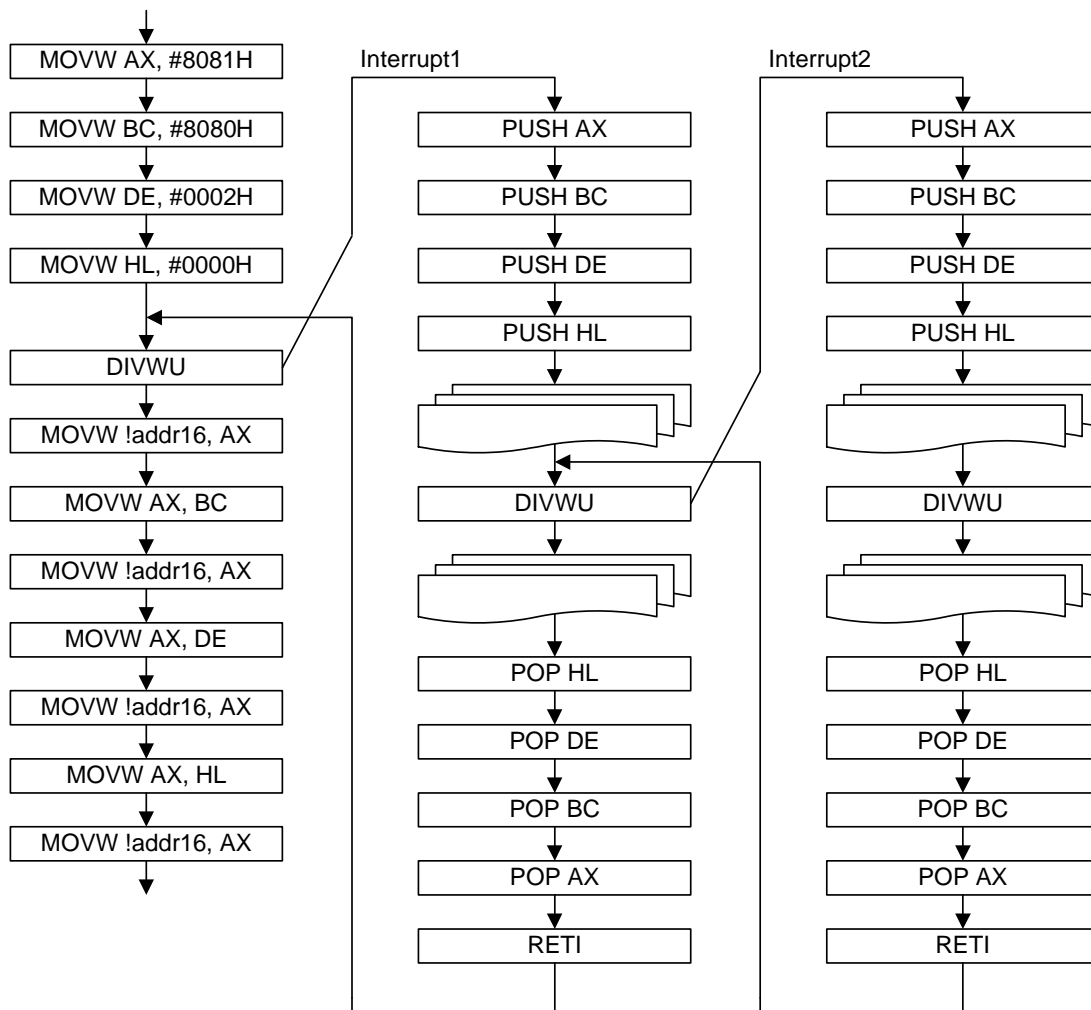 MOVW AX, #8081H
MOVW BC, #8080H
MOVW DE, #0002H
MOVW HL, #0000H
DIVWU
MOVW !addr16, AX
MOVW AX, BC
MOVW !addr16, AX
MOVW AX, DE
MOVW !addr16, AX
MOVW AX, HL
MOVW !addr16, AX
Interrupt1
PUSH AX
PUSH BC
PUSH DE
PUSH HL
DIVWU
POP HL
POP DE
POP BC
POP AX
RETI
Interrupt2
PUSH AX
PUSH BC
PUSH DE
PUSH HL
DIVWU
POP HL
POP DE
POP BC
POP AX
RETI